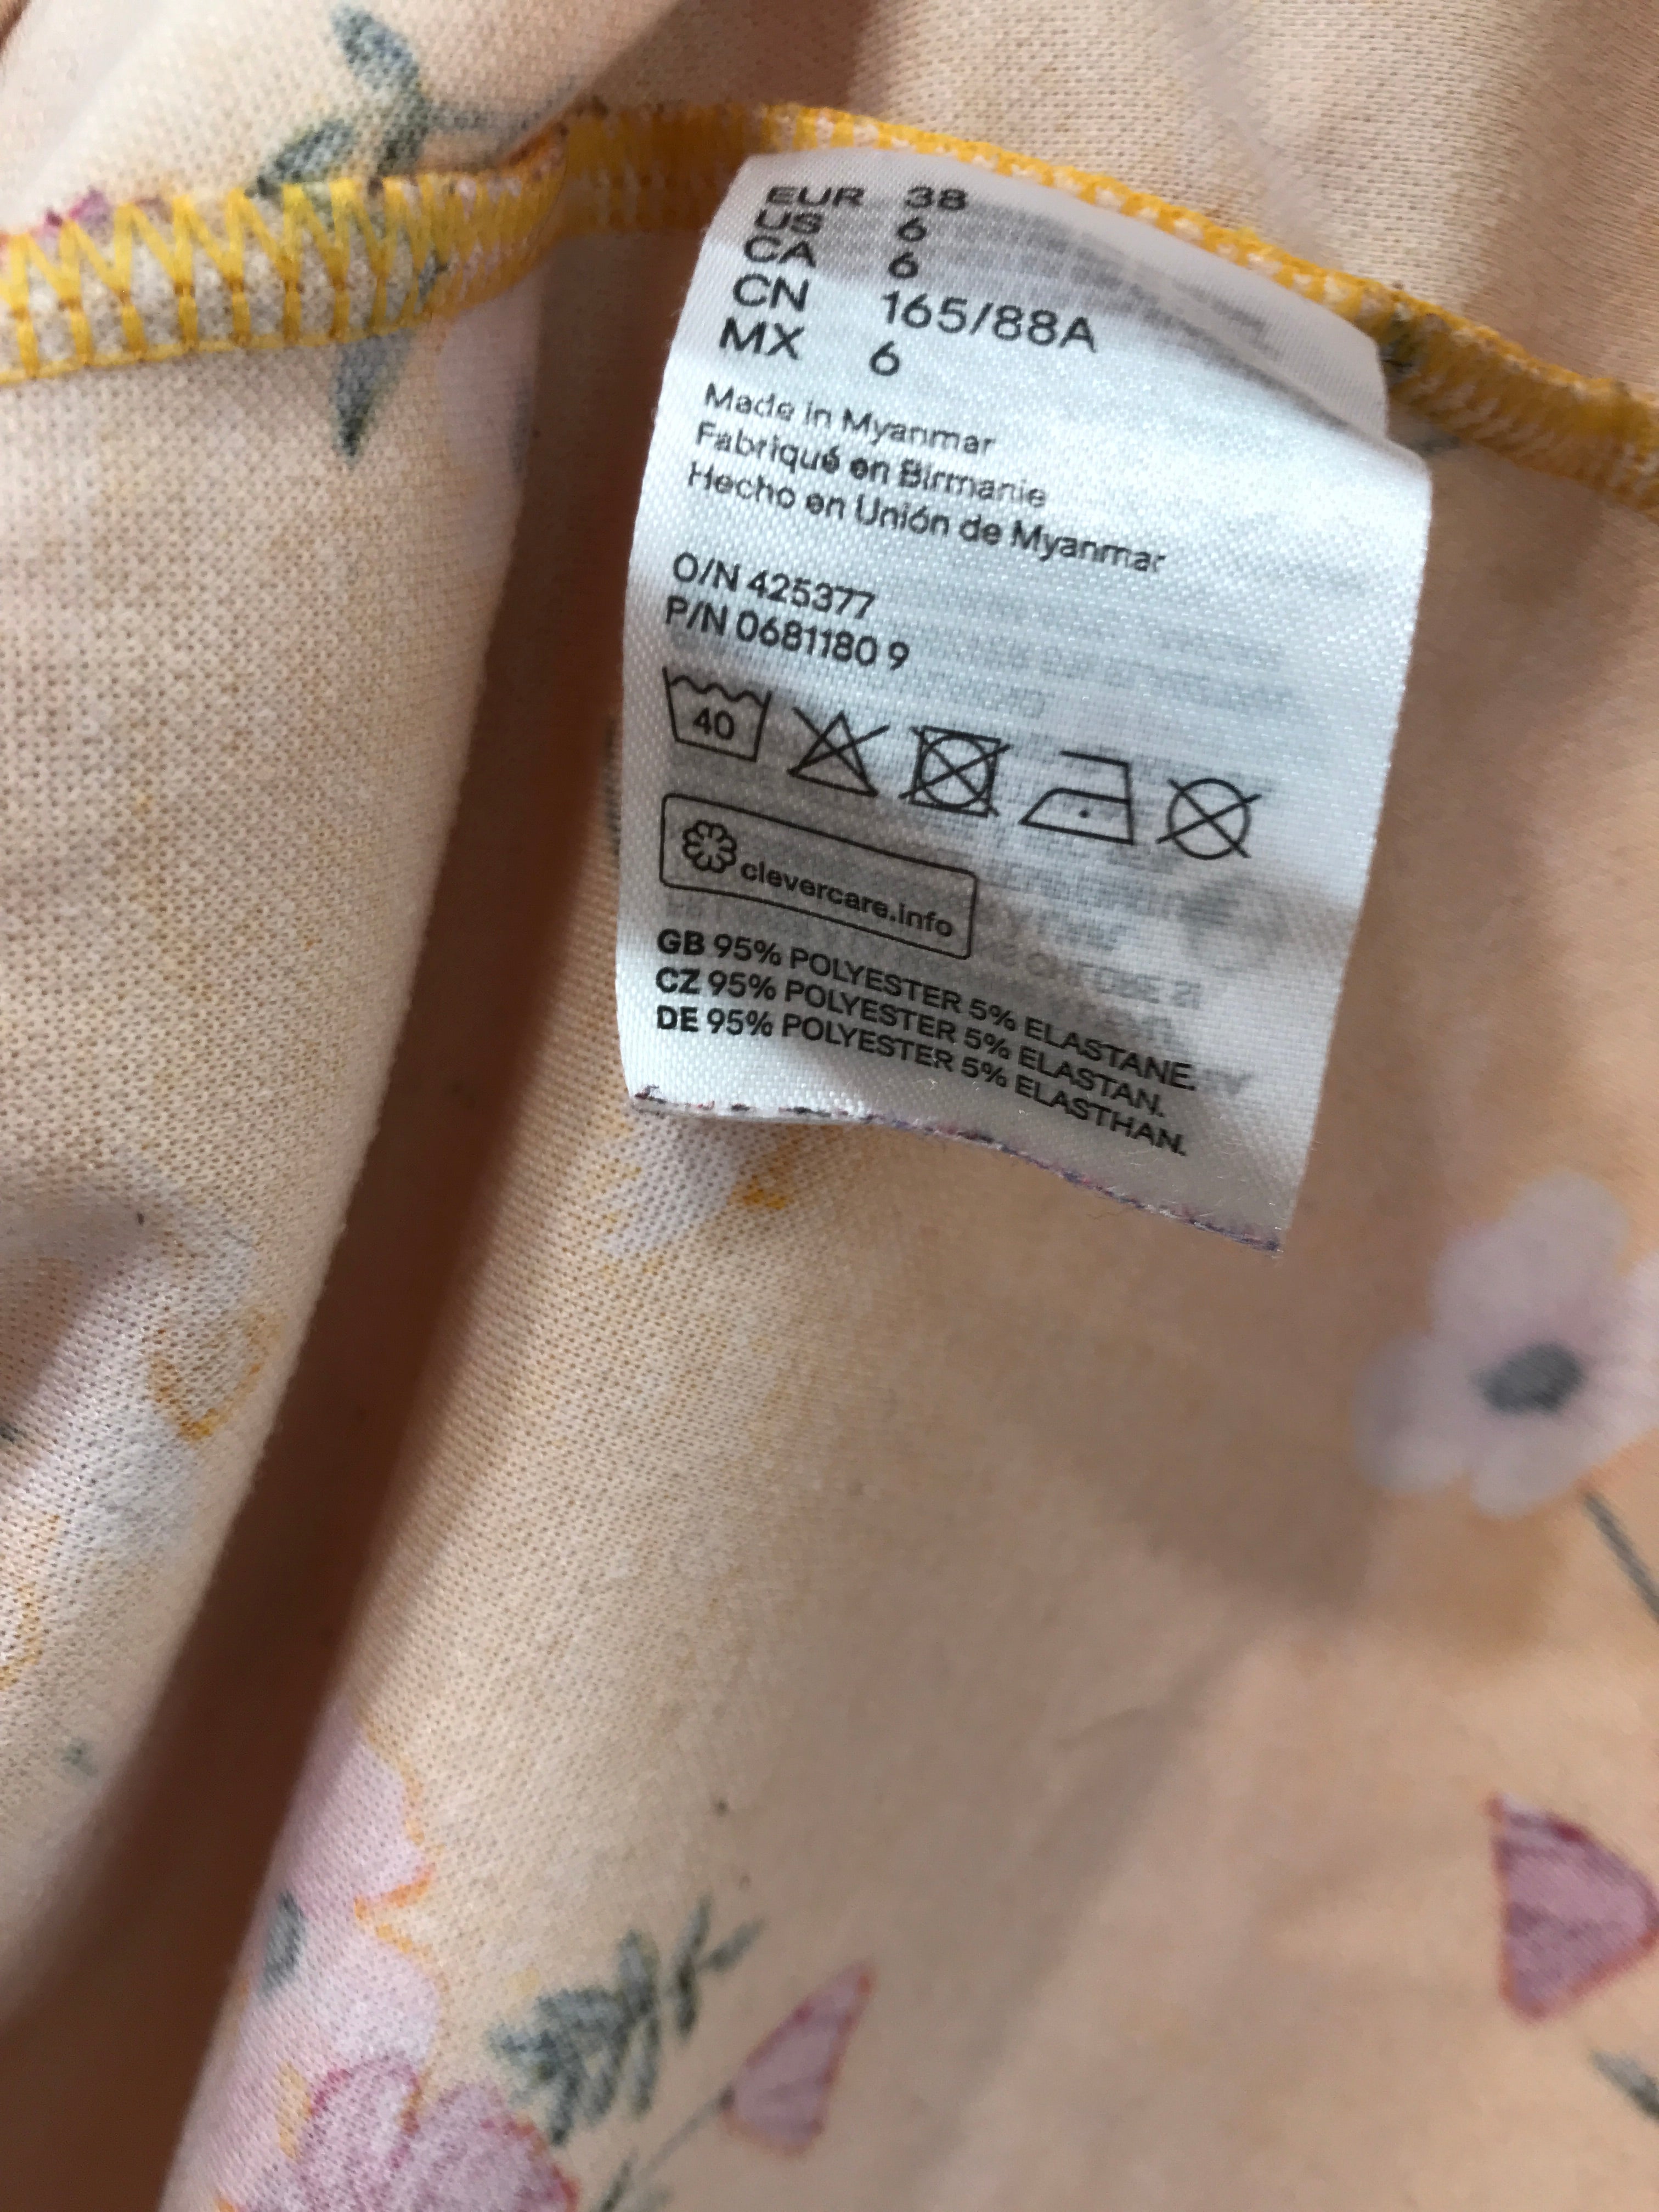 EUR 38
US 6
CA 6
CN 165/88A
MX 6
Made in Myanmar
Fabriqué en Birmanie
Hecho en Unión de Myanmar
O/N 425377
P/N 0681180 9
40
clevercare.info
GB 95% POLYESTER 5% ELASTANE.
CZ 95% POLYESTER 5% ELASTAN.
DE 95% POLYESTER 5% ELASTHAN.